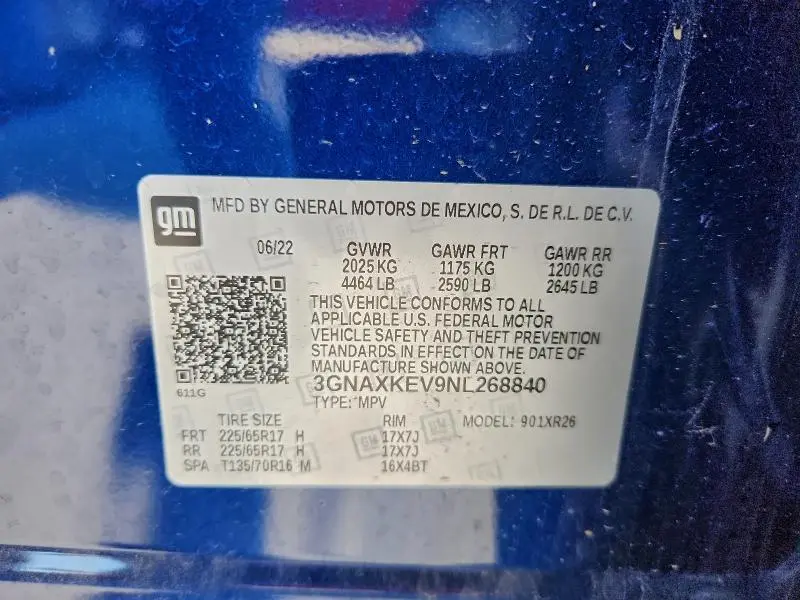 gm MFD BY GENERAL MOTORS DE MEXICO, S. DE R.L. DE C.V.
06/22 GVWR GAWR FRT GAWR RR
2025 KG 1175 KG 1200 KG
4464 LB 2590 LB 2645 LB
THIS VEHICLE CONFORMS TO ALL
APPLICABLE U.S. FEDERAL MOTOR
VEHICLE SAFETY AND THEFT PREVENTION
STANDARDS IN EFFECT ON THE DATE OF
MANUFACTURE SHOWN ABOVE.
3GNAXKEV9NL268840
611G
TYPE: MPV
TIRE SIZE RIM MODEL: 901XR26
FRT 225/65R17 H 17X7J
RR 225/65R17 H 17X7J
SPA T135/70R16 M 16X4BT